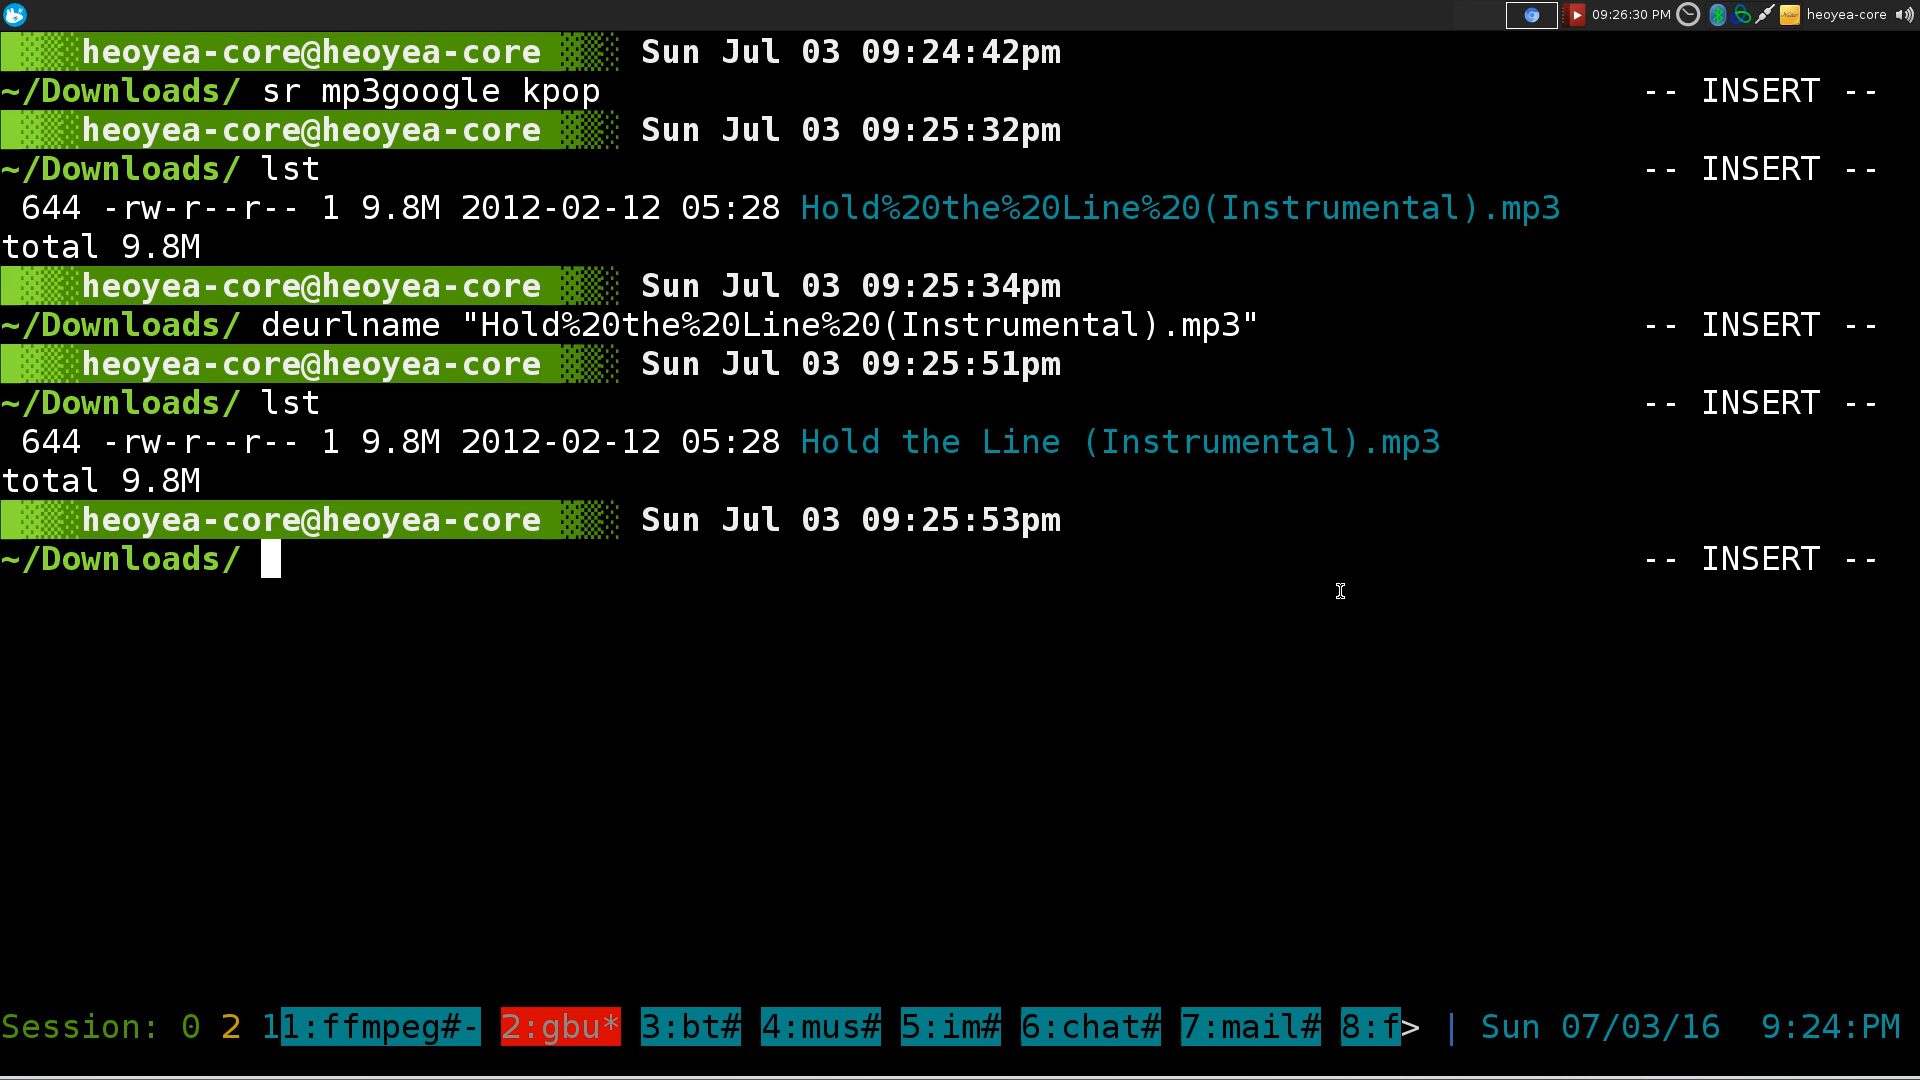 09:26:30 PM heoyea-core
heoyea-core@heoyea-core Sun Jul 03 09:24:42pm
~/Downloads/ sr mp3google kpop -- INSERT --
heoyea-core@heoyea-core Sun Jul 03 09:25:32pm
~/Downloads/ lst -- INSERT --
644 -rw-r--r-- 1 9.8M 2012-02-12 05:28 Hold%20the%20Line%20(Instrumental).mp3
total 9.8M
heoyea-core@heoyea-core Sun Jul 03 09:25:34pm
~/Downloads/ deurlname "Hold%20the%20Line%20(Instrumental).mp3" -- INSERT --
heoyea-core@heoyea-core Sun Jul 03 09:25:51pm
~/Downloads/ lst -- INSERT --
644 -rw-r--r-- 1 9.8M 2012-02-12 05:28 Hold the Line (Instrumental).mp3
total 9.8M
heoyea-core@heoyea-core Sun Jul 03 09:25:53pm
~/Downloads/ -- INSERT --
Session: 0 2 11:ffmpeg#- 2:gbu* 3:bt# 4:mus# 5:im# 6:chat# 7:mail# 8:f> | Sun 07/03/16 9:24:PM